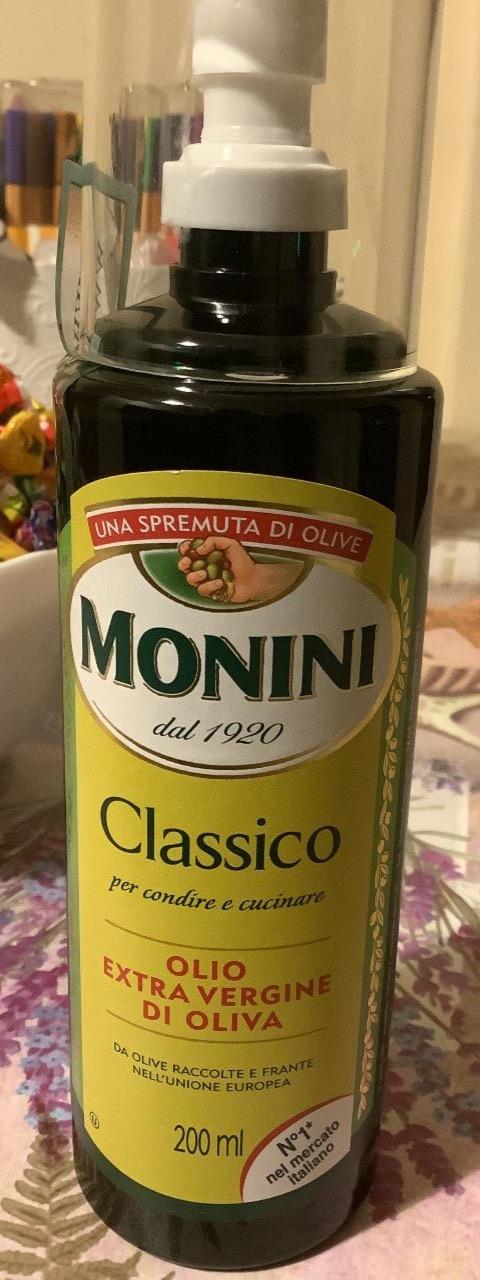 UNA SPREMUTA DI OLIVE
MONINI
dal 1920
Classico
per condire e cucinare
OLIO
EXTRA VERGINE
DI OLIVA
DA OLIVE RACCOLTE E FRANTE
NELL'UNIONE EUROPEA
U
200 ml
N°1*
nel mercato
italiano